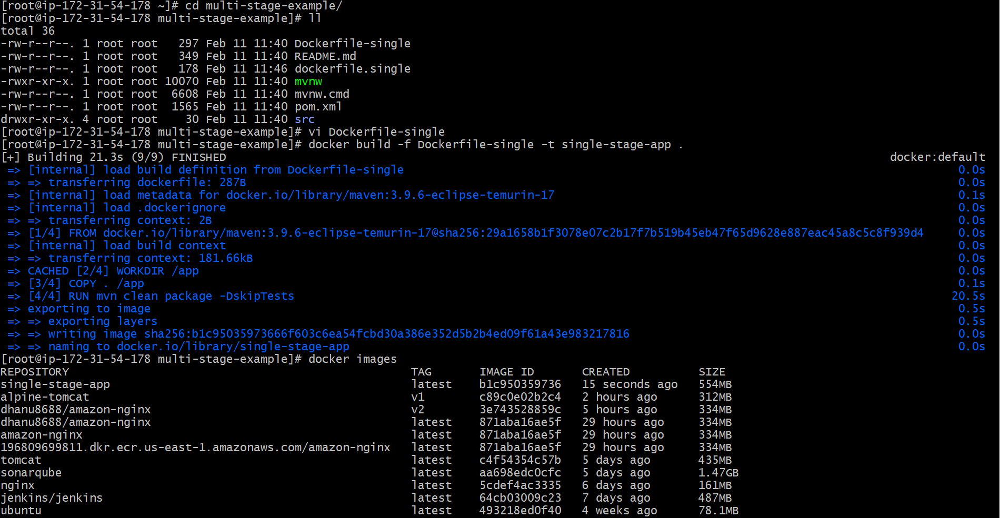 [root@ip-172-31-54-178 ~]# cd multi-stage-example/
[root@ip-172-31-54-178 multi-stage-example]# ll
total 36
-rw-r--r--. 1 root root   297 Feb 11 11:40 Dockerfile-single
-rw-r--r--. 1 root root   349 Feb 11 11:40 README.md
-rw-r--r--. 1 root root   178 Feb 11 11:46 dockerfile.single
-rwxr-xr-x. 1 root root 10070 Feb 11 11:40 mvnw
-rw-r--r--. 1 root root  6608 Feb 11 11:40 mvnw.cmd
-rw-r--r--. 1 root root  1565 Feb 11 11:40 pom.xml
drwxr-xr-x. 4 root root    30 Feb 11 11:40 src
[root@ip-172-31-54-178 multi-stage-example]# vi Dockerfile-single
[root@ip-172-31-54-178 multi-stage-example]# docker build -f Dockerfile-single -t single-stage-app .
[+] Building 21.3s (9/9) FINISHED docker:default
=> [internal] load build definition from Dockerfile-single 0.0s
=> => transferring dockerfile: 287B 0.0s
=> [internal] load metadata for docker.io/library/maven:3.9.6-eclipse-temurin-17 0.1s
=> [internal] load .dockerignore 0.0s
=> => transferring context: 2B 0.0s
=> [1/4] FROM docker.io/library/maven:3.9.6-eclipse-temurin-17@sha256:29a1658b1f3078e07c2b17f7b519b45eb47f65d9628e887eac45a8c5c8f939d4 0.0s
=> [internal] load build context 0.0s
=> => transferring context: 181.66kB 0.0s
=> CACHED [2/4] WORKDIR /app 0.0s
=> [3/4] COPY . /app 0.1s
=> [4/4] RUN mvn clean package -DskipTests 20.5s
=> exporting to image 0.5s
=> => exporting layers 0.5s
=> => writing image sha256:b1c95035973666f603c6ea54fcbd30a386e352d5b2b4ed09f61a43e983217816 0.0s
=> => naming to docker.io/library/single-stage-app 0.0s
[root@ip-172-31-54-178 multi-stage-example]# docker images
REPOSITORY TAG IMAGE ID CREATED SIZE
single-stage-app latest b1c950359736 15 seconds ago 554MB
alpine-tomcat v1 c89c0e02b2c4 2 hours ago 312MB
dhanu8688/amazon-nginx v2 3e743528859c 5 hours ago 334MB
dhanu8688/amazon-nginx latest 871aba16ae5f 29 hours ago 334MB
amazon-nginx latest 871aba16ae5f 29 hours ago 334MB
196809699811.dkr.ecr.us-east-1.amazonaws.com/amazon-nginx latest 871aba16ae5f 29 hours ago 334MB
tomcat latest c4f54354c57b 5 days ago 435MB
sonarqube latest aa698edc0cfc 5 days ago 1.47GB
nginx latest 5cdef4ac3335 6 days ago 161MB
jenkins/jenkins latest 64cb03009c23 7 days ago 487MB
ubuntu latest 493218ed0f40 4 weeks ago 78.1MB